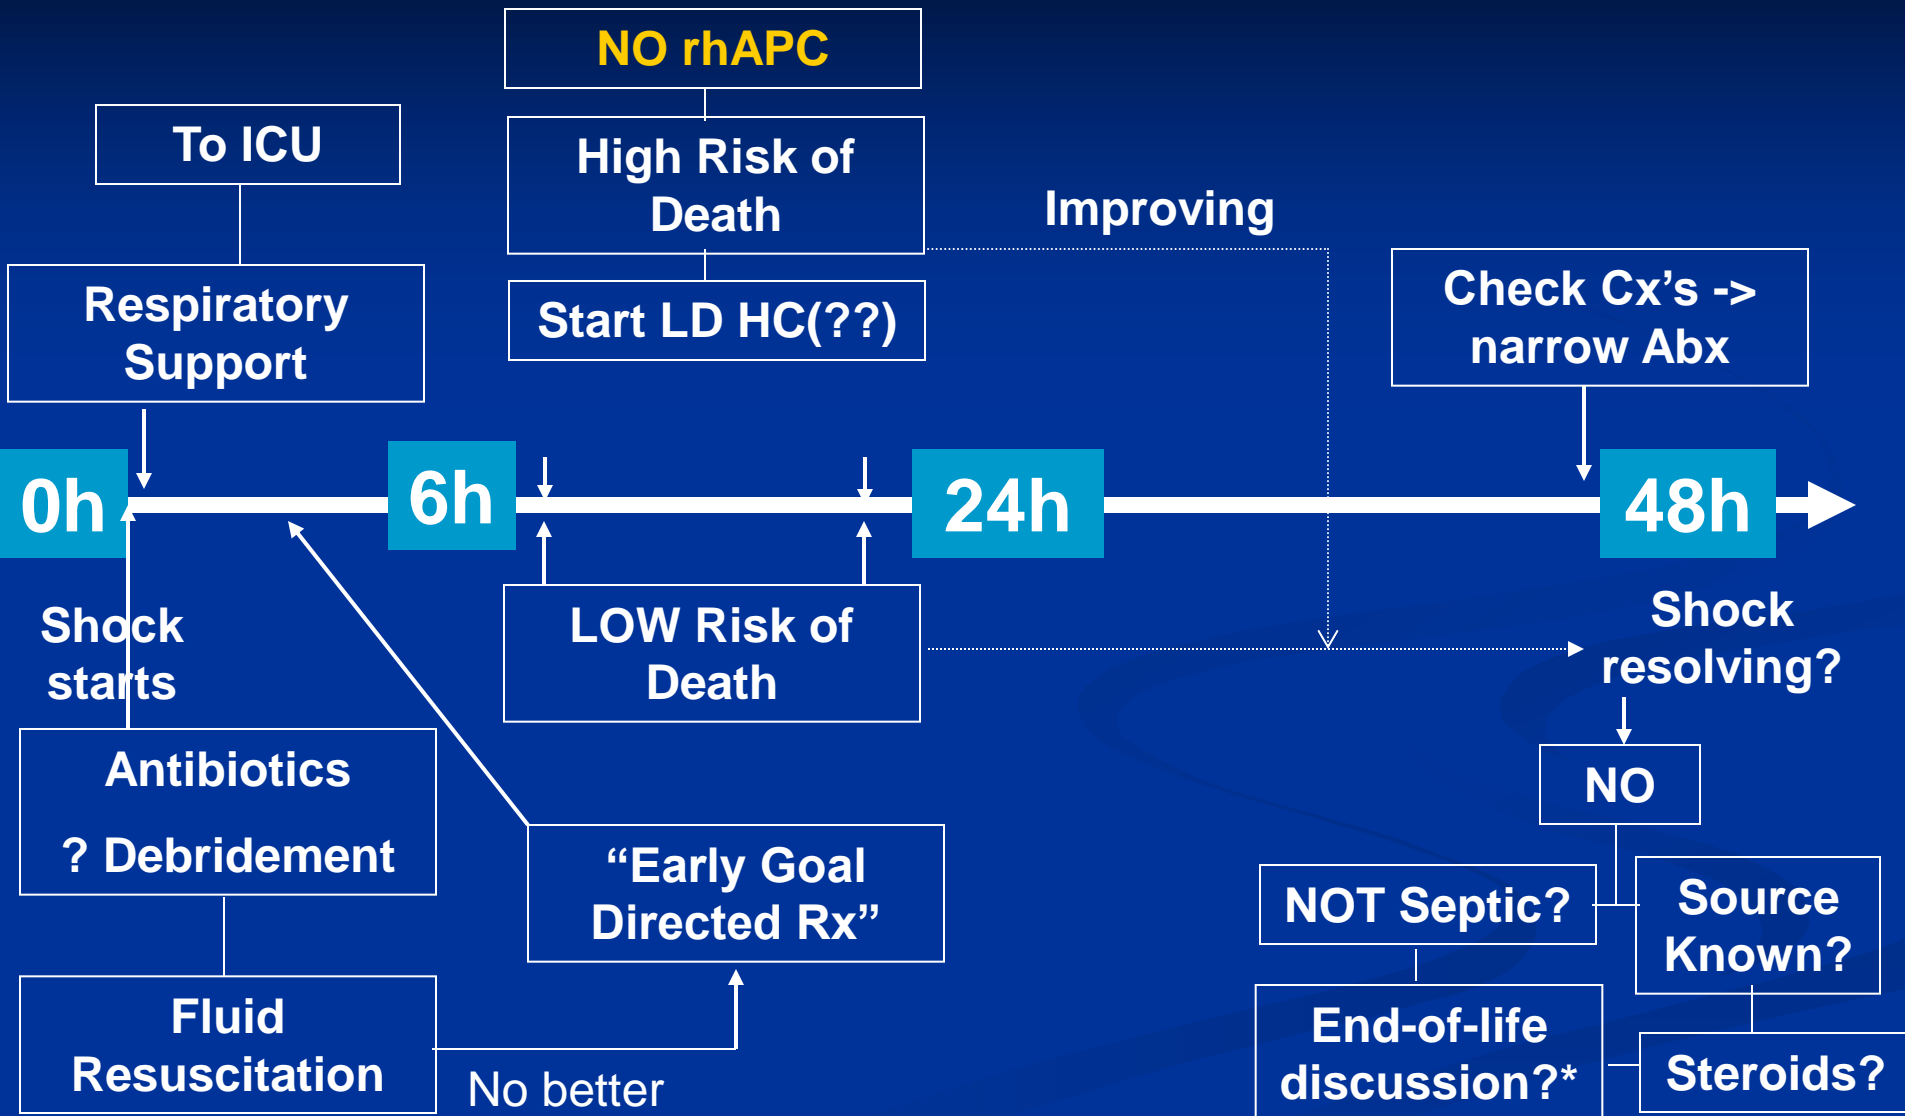 NO rhAPC
To ICU
High Risk of
Death
Improving
Respiratory
Support
Start LD HC(??)
Check Cx’s ->
narrow Abx
0h
6h
24h
48h
Shock
starts
LOW Risk of
Death
Shock
resolving?
Antibiotics
? Debridement
NO
“Early Goal
Directed Rx”
NOT Septic?
Source
Known?
Fluid
Resuscitation
No better
End-of-life
discussion?*
Steroids?